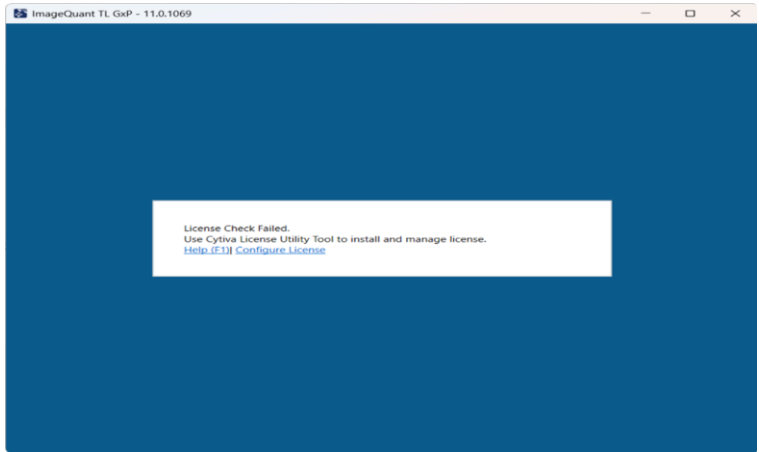 ImageQuant TL GxP - 11.0.1069
License Check Failed.
Use Cytiva License Utility Tool to install and manage license.
Help (F1)| Configure License